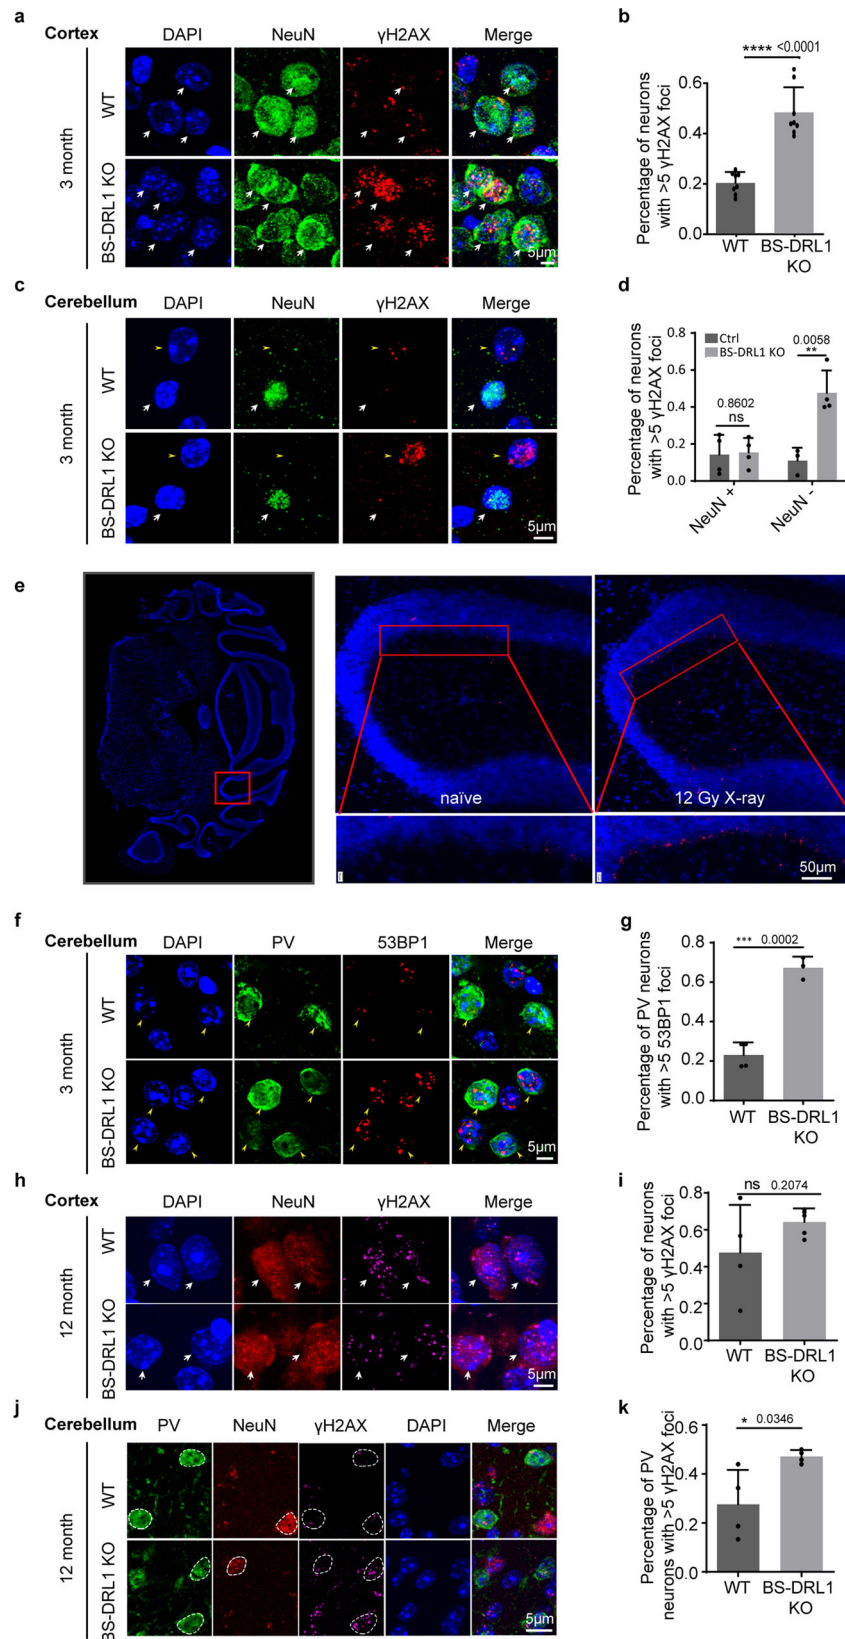 a
Cortex DAPI NeuN γH2AX Merge
3 month
WT
BS-DRL1 KO
5μm
b
**** <0.0001
Percentage of neurons
with >5 γH2AX foci
0.6
0.4
0.2
0.0
WT BS-DRL1
KO
c
Cerebellum DAPI NeuN γH2AX Merge
3 month
WT
BS-DRL1 KO
5μm
d
Percentage of neurons
with >5 γH2AX foci
0.8
0.6
0.4
0.2
0.0
Ctrl
BS-DRL1 KO
0.8602
ns
0.0058
**
NeuN +
NeuN -
e
naïve
12 Gy X-ray
50μm
f
Cerebellum DAPI PV 53BP1 Merge
3 month
WT
BS-DRL1 KO
5μm
g
*** 0.0002
Percentage of PV neurons
with >5 53BP1 foci
0.8
0.6
0.4
0.2
0.0
WT BS-DRL1
KO
h
Cortex DAPI NeuN γH2AX Merge
12 month
WT
BS-DRL1 KO
5μm
i
ns 0.2074
Percentage of neurons
with >5 γH2AX foci
0.8
0.6
0.4
0.2
0.0
WT BS-DRL1
KO
j
Cerebellum
PV NeuN γH2AX DAPI Merge
12 month
WT
BS-DRL1 KO
5μm
k
* 0.0346
Percentage of PV
neurons with >5 γH2AX foci
0.6
0.4
0.2
0.0
WT BS-DRL1
KO